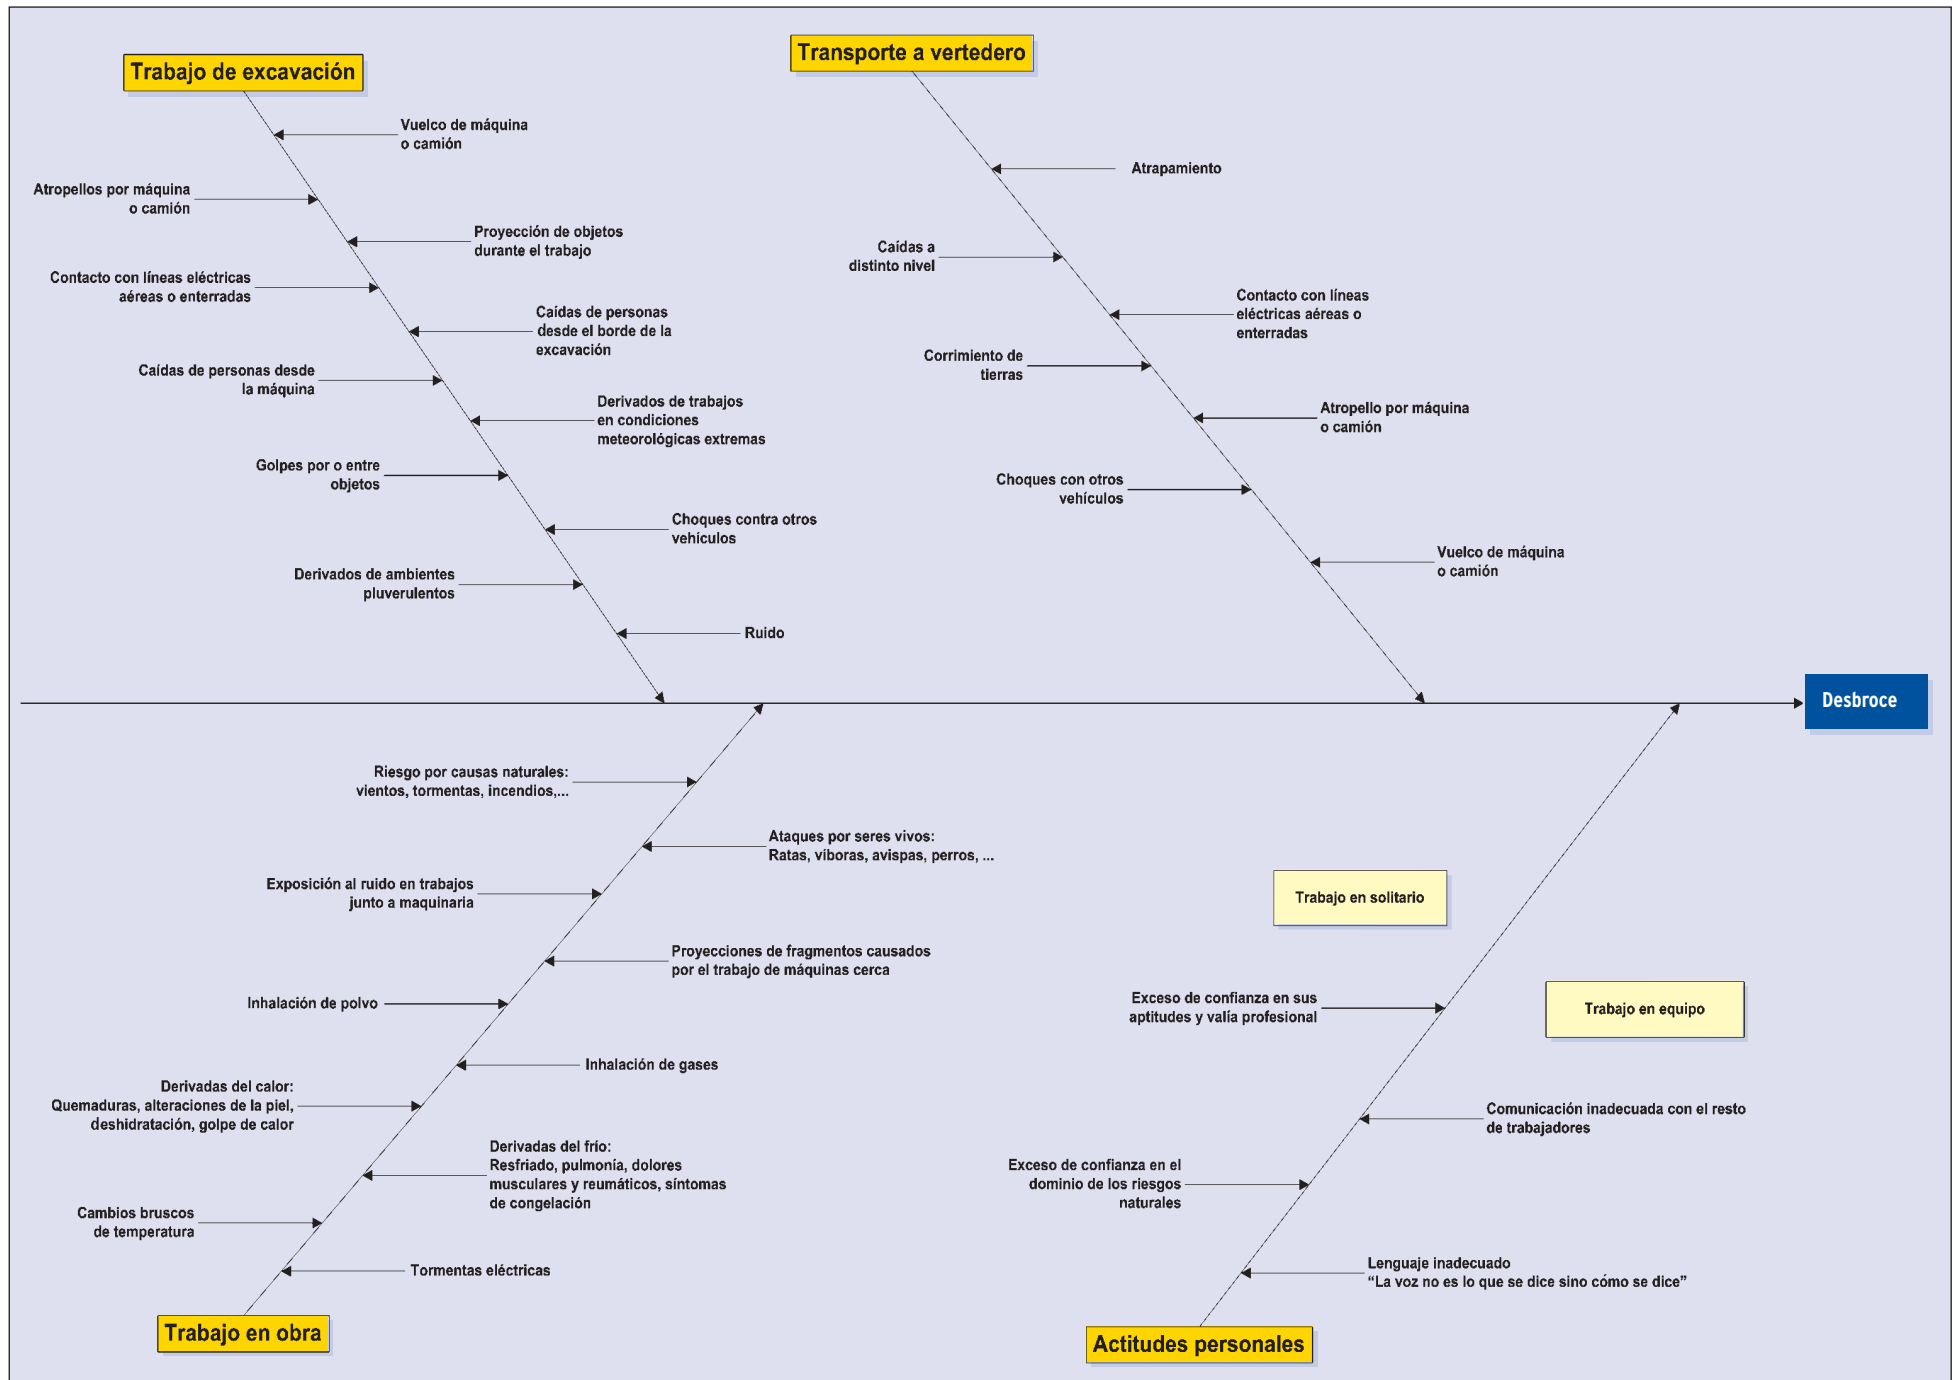 Trabajo de excavación
Vuelco de máquina
o camión
Atropellos por máquina
o camión
Proyección de objetos
durante el trabajo
Contacto con líneas eléctricas
aéreas o enterradas
Caídas de personas
desde el borde de la
excavación
Caídas de personas desde
la máquina
Derivados de trabajos
en condiciones
meteorológicas extremas
Golpes por o entre
objetos
Choques contra otros
vehículos
Derivados de ambientes
pluverulentos
Ruido
Transporte a vertedero
Atrapamiento
Caídas a
distinto nivel
Contacto con líneas
eléctricas aéreas o
enterradas
Corrimiento de
tierras
Atropello por máquina
o camión
Choques con otros
vehículos
Vuelco de máquina
o camión
Desbroce
Riesgo por causas naturales:
vientos, tormentas, incendios,...
Ataques por seres vivos:
Ratas, víboras, avispas, perros, ...
Exposición al ruido en trabajos
junto a maquinaria
Proyecciones de fragmentos causados
por el trabajo de máquinas cerca
Inhalación de polvo
Inhalación de gases
Derivadas del calor:
Quemaduras, alteraciones de la piel,
deshidratación, golpe de calor
Derivadas del frío:
Resfriado, pulmonía, dolores
musculares y reumáticos, síntomas
de congelación
Cambios bruscos
de temperatura
Tormentas eléctricas
Trabajo en obra
Trabajo en solitario
Trabajo en equipo
Exceso de confianza en sus
aptitudes y valía profesional
Comunicación inadecuada con el resto
de trabajadores
Exceso de confianza en el
dominio de los riesgos
naturales
Lenguaje inadecuado
“La voz no es lo que se dice sino cómo se dice”
Actitudes personales